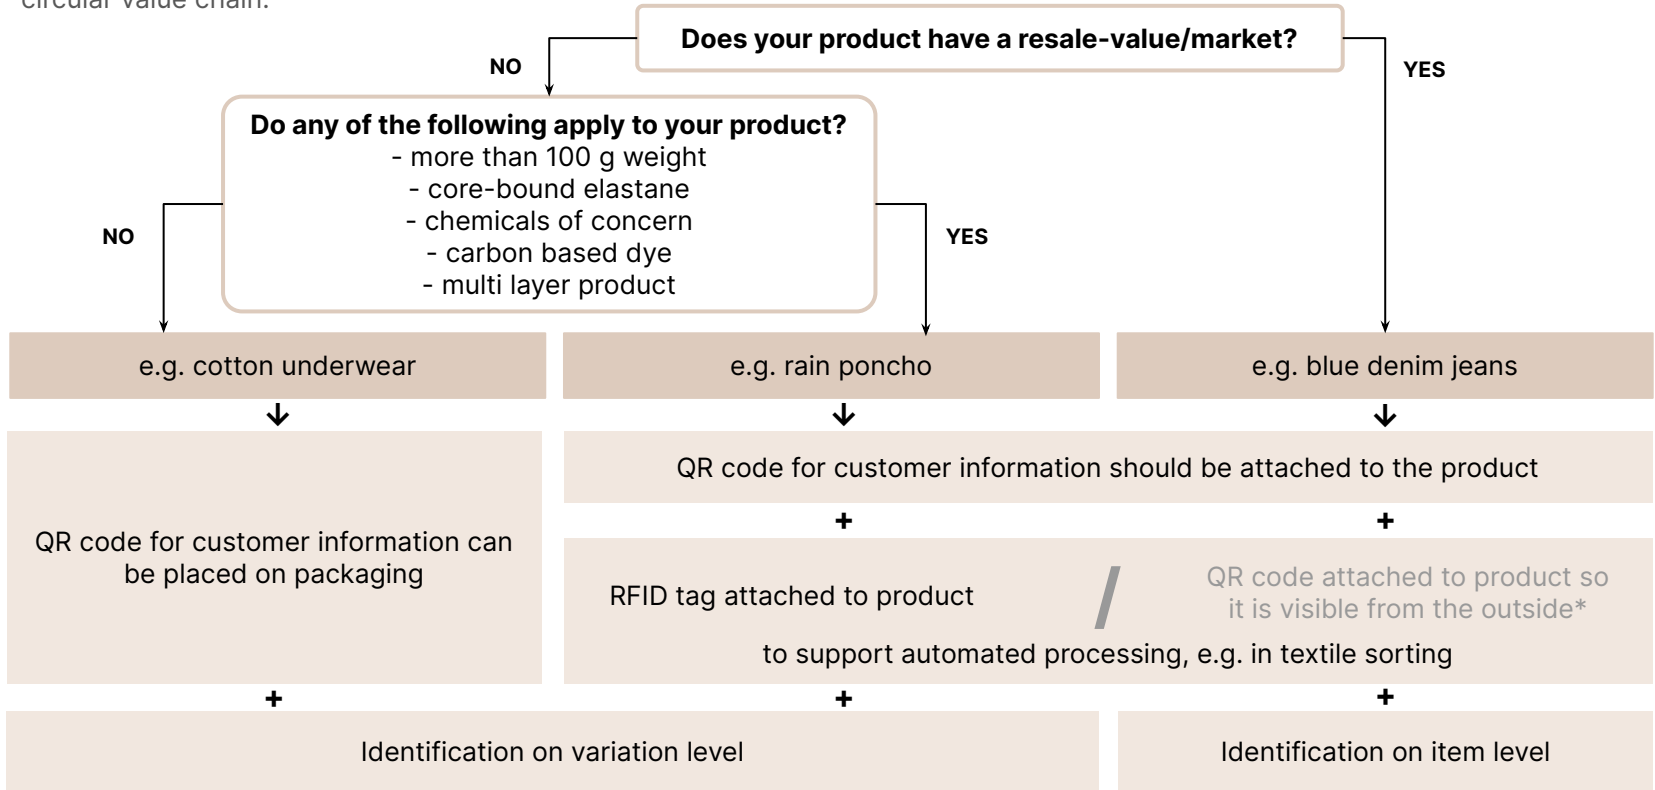 circular value chain.
Does your product have a resale-value/market?
NO
YES
Do any of the following apply to your product?
- more than 100 g weight
- core-bound elastane
- chemicals of concern
- carbon based dye
- multi layer product
NO
YES
e.g. cotton underwear
e.g. rain poncho
e.g. blue denim jeans
QR code for customer information should be attached to the product
+
+
QR code for customer information can
be placed on packaging
RFID tag attached to product
/
QR code attached to product so
it is visible from the outside*
to support automated processing, e.g. in textile sorting
+
+
+
Identification on variation level
Identification on item level